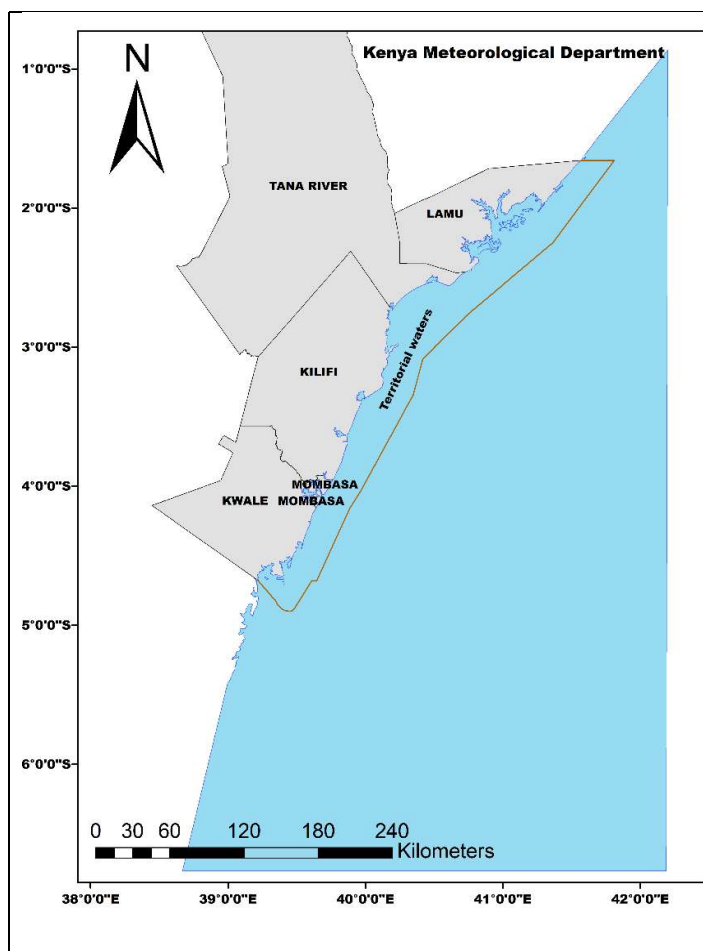 Kenya Meteorological Department
N
1°0'0"S
2°0'0"S
3°0'0"S
4°0'0"S
5°0'0"S
6°0'0"S
TANA RIVER
LAMU
KILIFI
Territorial waters
MOMBASA
KWALE MOMBASA
0 30 60 120 180 240
Kilometers
38°0'0"E 39°0'0"E 40°0'0"E 41°0'0"E 42°0'0"E